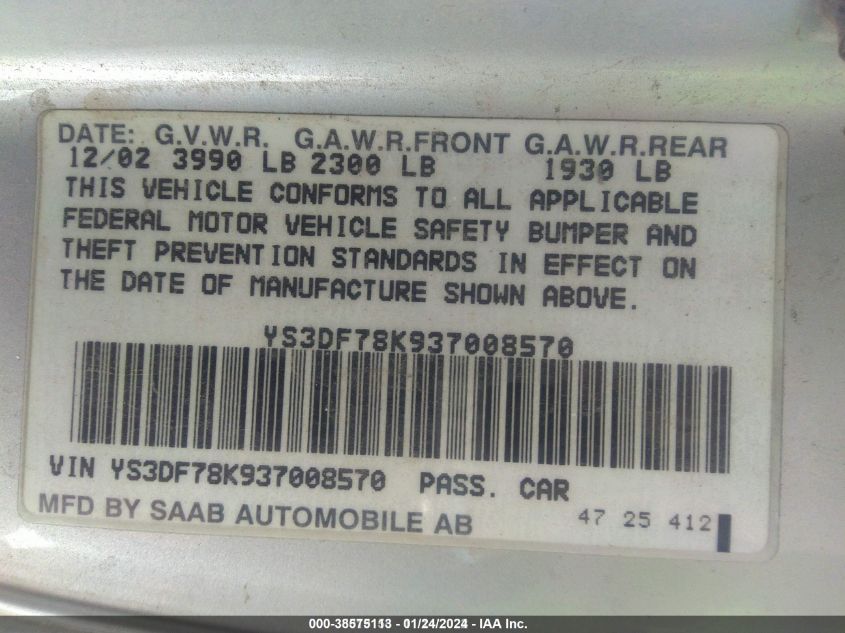 DATE: G.V.W.R. G.A.W.R.FRONT G.A.W.R.REAR
12/02 3990 LB 2300 LB 1930 LB
THIS VEHICLE CONFORMS TO ALL APPLICABLE
FEDERAL MOTOR VEHICLE SAFETY BUMPER AND
THEFT PREVENTION STANDARDS IN EFFECT ON
THE DATE OF MANUFACTURE SHOWN ABOVE.
YS3DF78K937008570
VIN YS3DF78K937008570 PASS. CAR
MFD BY SAAB AUTOMOBILE AB 47 25 412
000-38575113 - 01/24/2024 - IAA Inc.